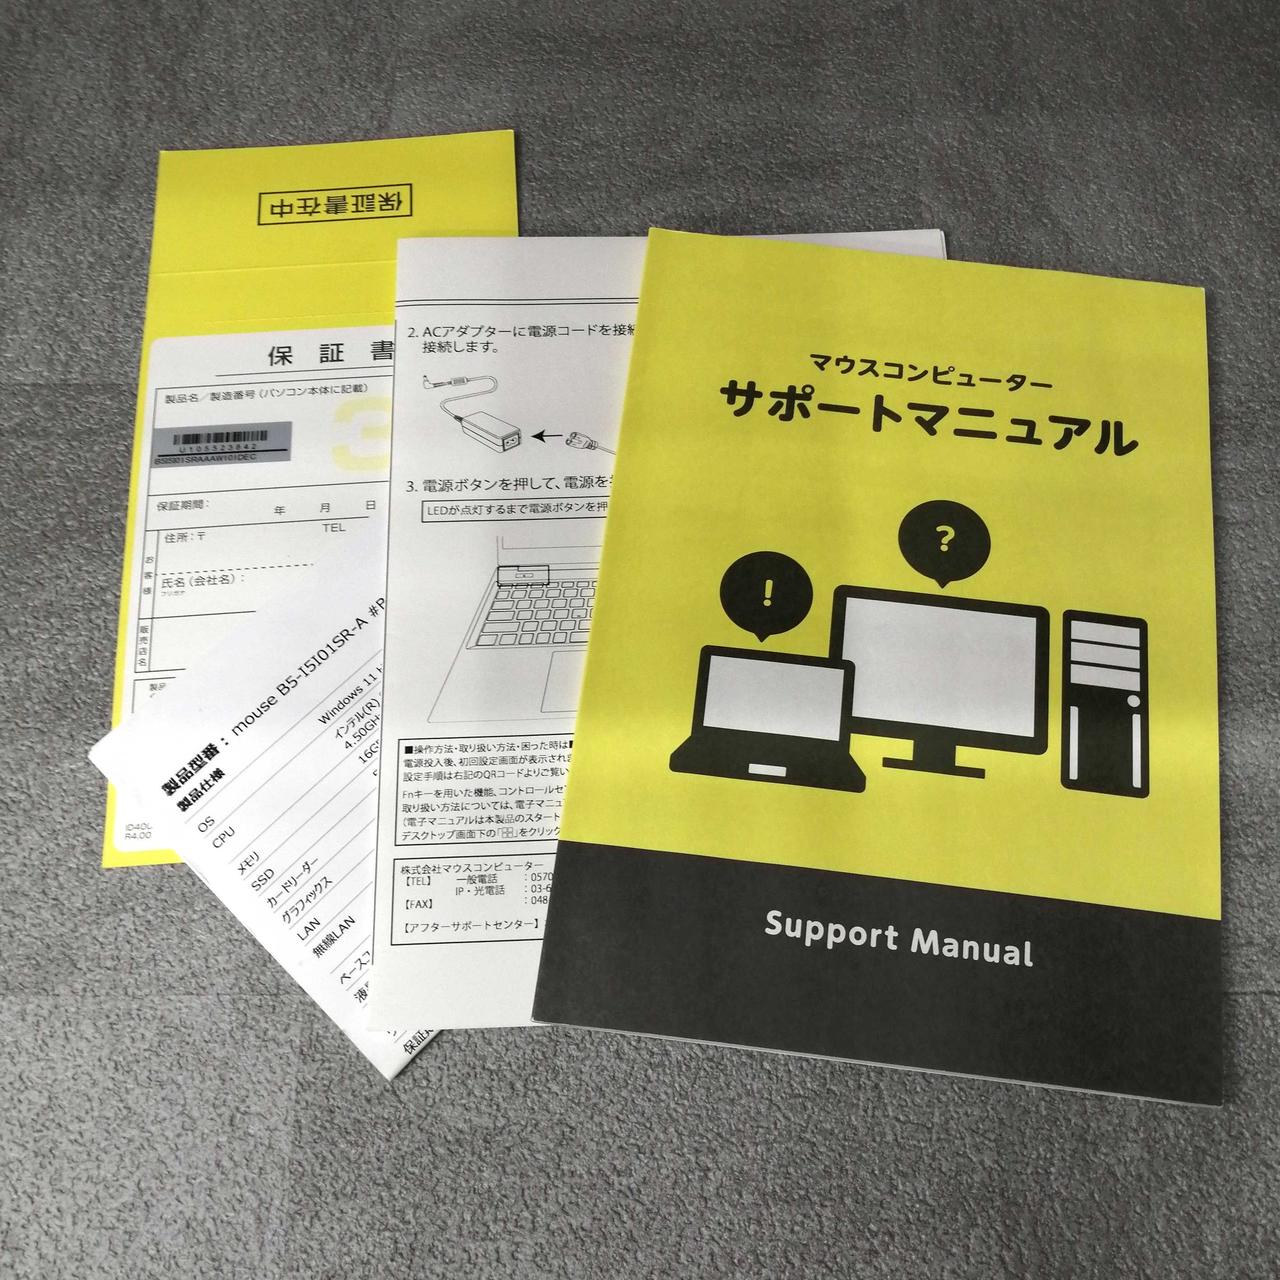 保証書在中
保 証 書
製品名／製造番号(パソコン本体に記載)
U105523842
B5I5I01SRAAAW101DEC
3
保証期間:
年 月 日
お客様
住所:〒
TEL
氏名(会社名):
フリガナ
販売店名
製品型番：mouse B5-I5I01SR-A #P
製品仕様
OS
Windows 11
CPU
インテル(R)
4.50GH
メモリ
16G
SSD
カードリーダー
グラフィックス
LAN
無線LAN
2. ACアダプターに電源コードを接続
接続します。
3. 電源ボタンを押して、電源を
LEDが点灯するまで電源ボタンを押
■操作方法・取り扱い方法・困った時は■
電源投入後、初回設定画面が表示され
設定手順は右記のQRコードよりご覧い
Fnキーを用いた機能、コントロールセ
取り扱い方法については、電子マニュ
(電子マニュアルは本製品のスタート
デスクトップ画面下の「」をクリック
株式会社マウスコンピューター
【TEL】 一般電話 : 0570
IP・光電話 : 03-6
【FAX】 : 048
【アフターサポートセンター】
マウスコンピューター
サポートマニュアル
!
?
Support Manual